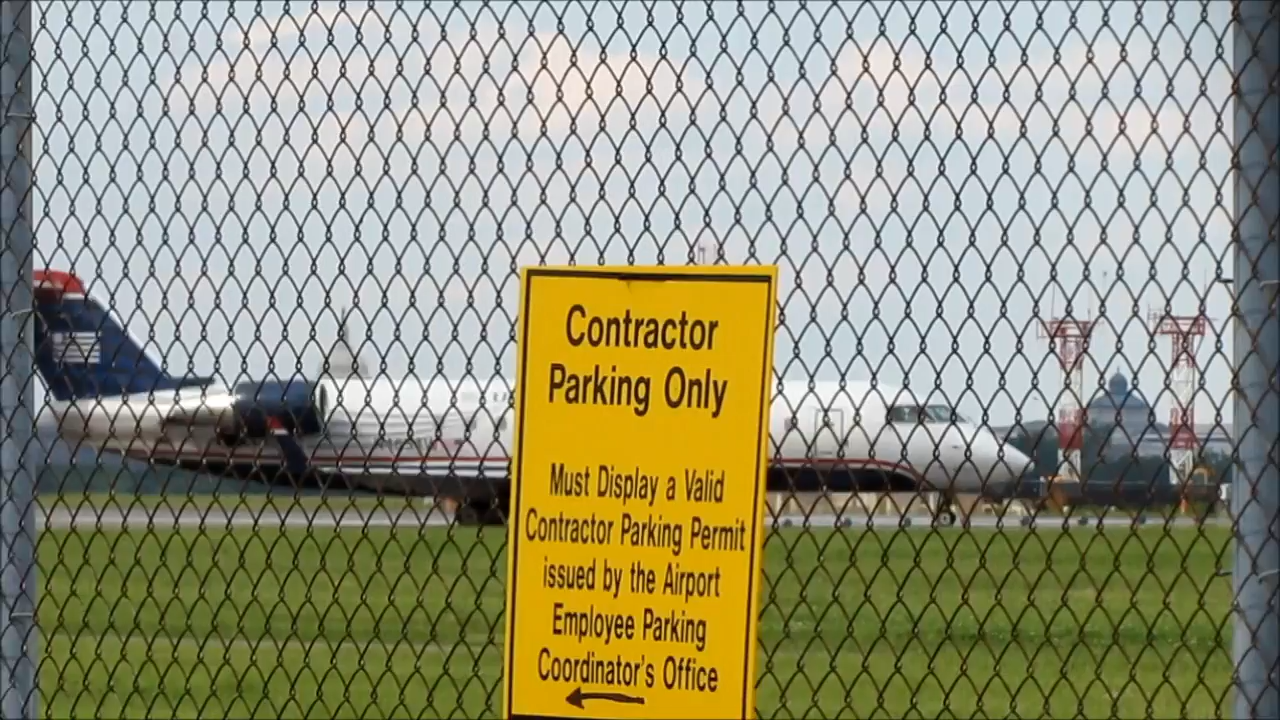 Contractor
Parking Only
Must Display a Valid
Contractor Parking Permit
issued by the Airport
Employee Parking
Coordinator's Office